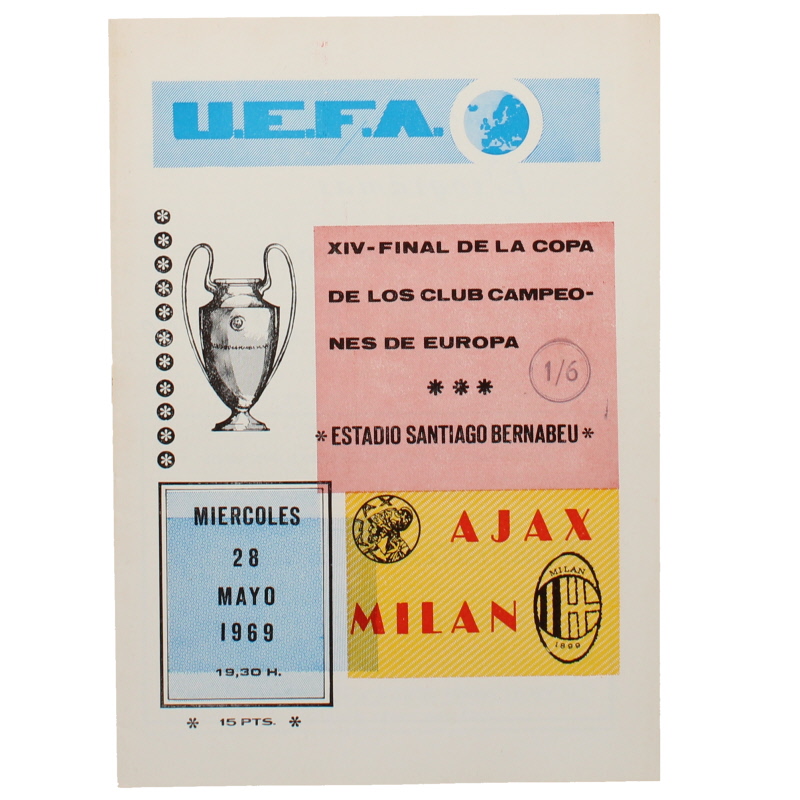 U.E.F.A.
XIV-FINAL DE LA COPA
DE LOS CLUB CAMPEO-
NES DE EUROPA
1/6
* * *
* ESTADIO SANTIAGO BERNABEU *
MIERCOLES
28
MAYO
1969
19,30 H.
* 15 PTS. *
AJAX
AJAX
MILAN
MILAN
1899